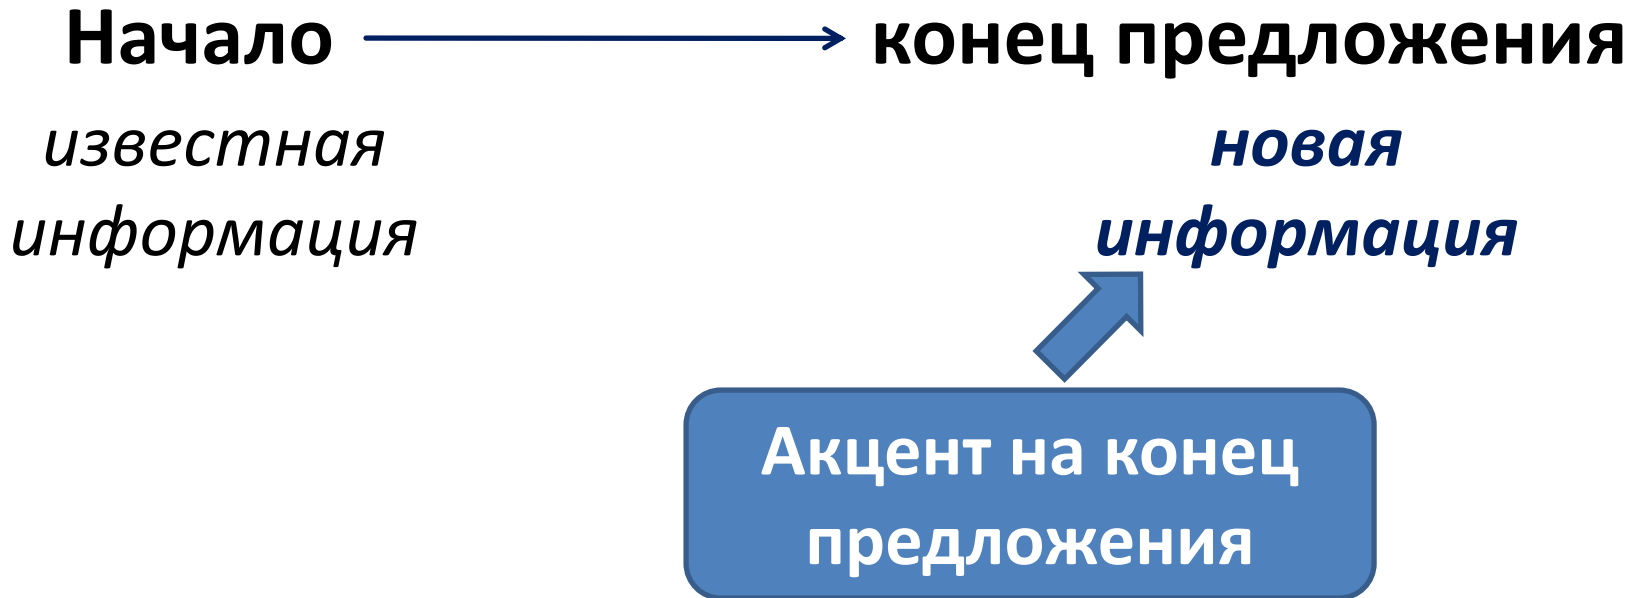 Начало конец предложения
известная
информация
новая
информация
Акцент на конец
предложения